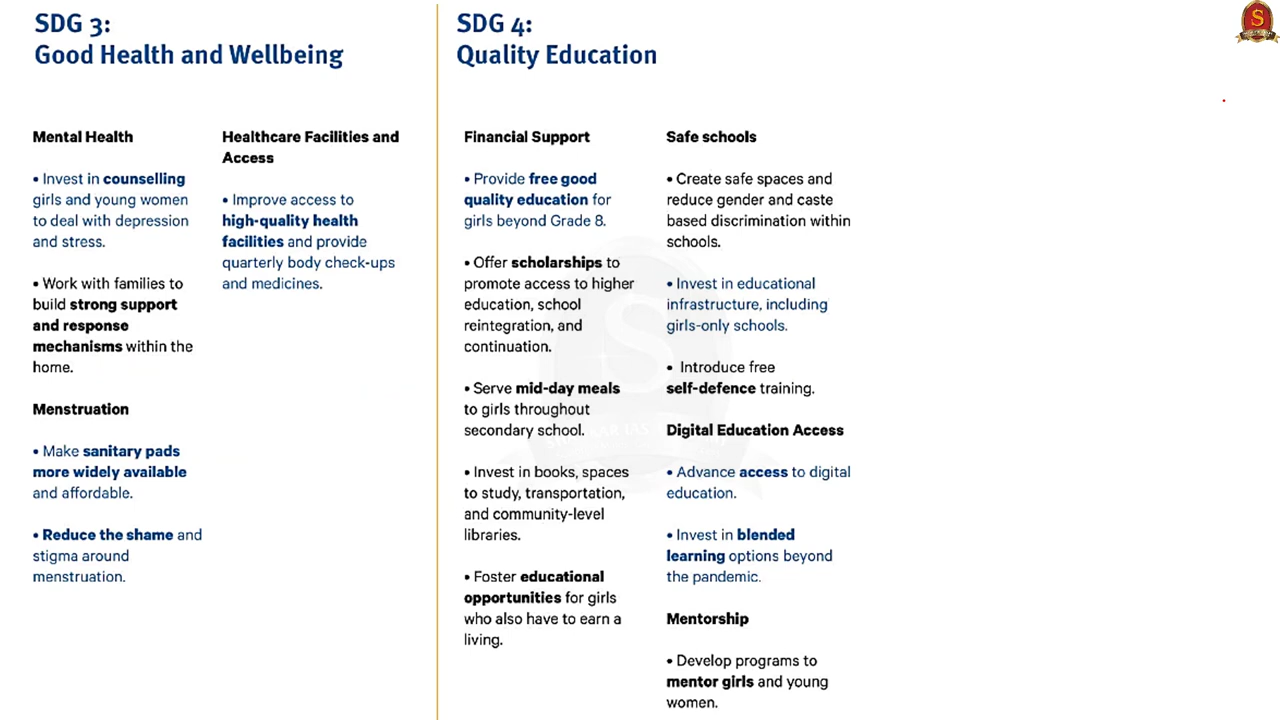 SDG 3:
Good Health and Wellbeing
Mental Health
• Invest in counselling
girls and young women
to deal with depression
and stress.
• Work with families to
build strong support
and response
mechanisms within the
home.
Menstruation
• Make sanitary pads
more widely available
and affordable.
• Reduce the shame and
stigma around
menstruation.
Healthcare Facilities and
Access
• Improve access to
high-quality health
facilities and provide
quarterly body check-ups
and medicines.
SDG 4:
Quality Education
Financial Support
• Provide free good
quality education for
girls beyond Grade 8.
• Offer scholarships to
promote access to higher
education, school
reintegration, and
continuation.
• Serve mid-day meals
to girls throughout
secondary school.
• Invest in books, spaces
to study, transportation,
and community-level
libraries.
• Foster educational
opportunities for girls
who also have to earn a
living.
Safe schools
• Create safe spaces and
reduce gender and caste
based discrimination within
schools.
• Invest in educational
infrastructure, including
girls-only schools.
• Introduce free
self-defence training.
Digital Education Access
• Advance access to digital
education.
• Invest in blended
learning options beyond
the pandemic.
Mentorship
• Develop programs to
mentor girls and young
women.
S